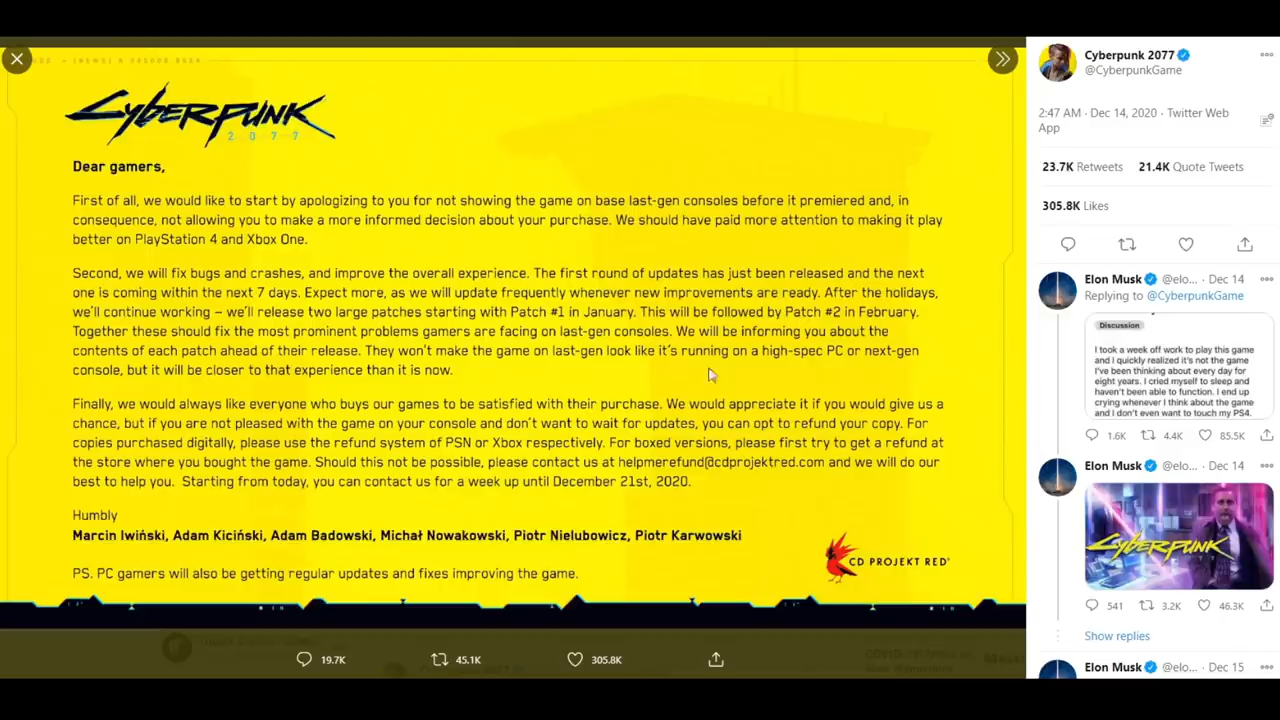 CYBERPUNK
2077
Dear gamers,
First of all, we would like to start by apologizing to you for not showing the game on base last-gen consoles before it premiered and, in
consequence, not allowing you to make a more informed decision about your purchase. We should have paid more attention to making it play
better on PlayStation 4 and Xbox One.
Second, we will fix bugs and crashes, and improve the overall experience. The first round of updates has just been released and the next
one is coming within the next 7 days. Expect more, as we will update frequently whenever new improvements are ready. After the holidays,
we'll continue working – we'll release two large patches starting with Patch #1 in January. This will be followed by Patch #2 in February.
Together these should fix the most prominent problems gamers are facing on last-gen consoles. We will be informing you about the
contents of each patch ahead of their release. They won't make the game on last-gen look like it's running on a high-spec PC or next-gen
console, but it will be closer to that experience than it is now.
Finally, we would always like everyone who buys our games to be satisfied with their purchase. We would appreciate it if you would give us a
chance, but if you are not pleased with the game on your console and don't want to wait for updates, you can opt to refund your copy. For
copies purchased digitally, please use the refund system of PSN or Xbox respectively. For boxed versions, please first try to get a refund at
the store where you bought the game. Should this not be possible, please contact us at helpmerefund@cdprojektred.com and we will do our
best to help you. Starting from today, you can contact us for a week up until December 21st, 2020.
Humbly
Marcin Iwiński, Adam Kiciński, Adam Badowski, Michał Nowakowski, Piotr Nielubowicz, Piotr Karwowski
CD PROJEKT RED®
PS. PC gamers will also be getting regular updates and fixes improving the game.
19.7K 45.1K 305.8K
Cyberpunk 2077
@CyberpunkGame
2:47 AM · Dec 14, 2020 · Twitter Web
App
23.7K Retweets 21.4K Quote Tweets
305.8K Likes
Elon Musk @elo... · Dec 14
Replying to @CyberpunkGame
Discussion
I took a week off work to play this game
and I quickly realized it's not the game
I've been thinking about every day for
eight years. I cried myself to sleep and
haven't been able to function. I end up
crying whenever I think about the game
and I don't even want to touch my PS4.
1.6K 4.4K 85.5K
Elon Musk @elo... · Dec 14
CYBERPUNK
541 3.2K 46.3K
Show replies
Elon Musk @elo... · Dec 15